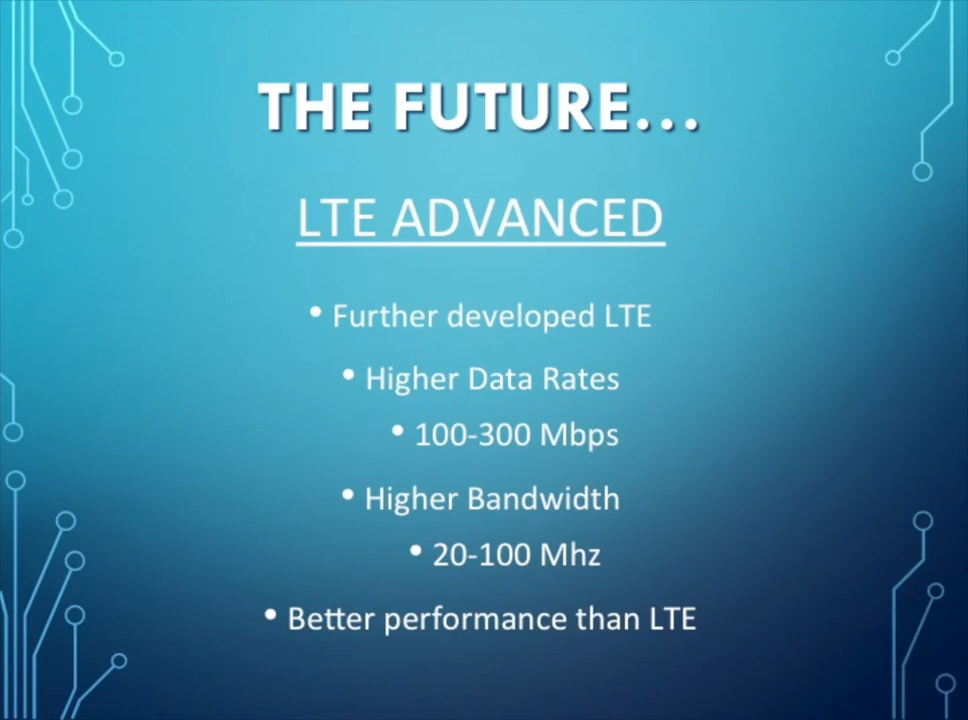 THE FUTURE...
LTE ADVANCED
• Further developed LTE
• Higher Data Rates
• 100-300 Mbps
• Higher Bandwidth
• 20-100 Mhz
• Better performance than LTE